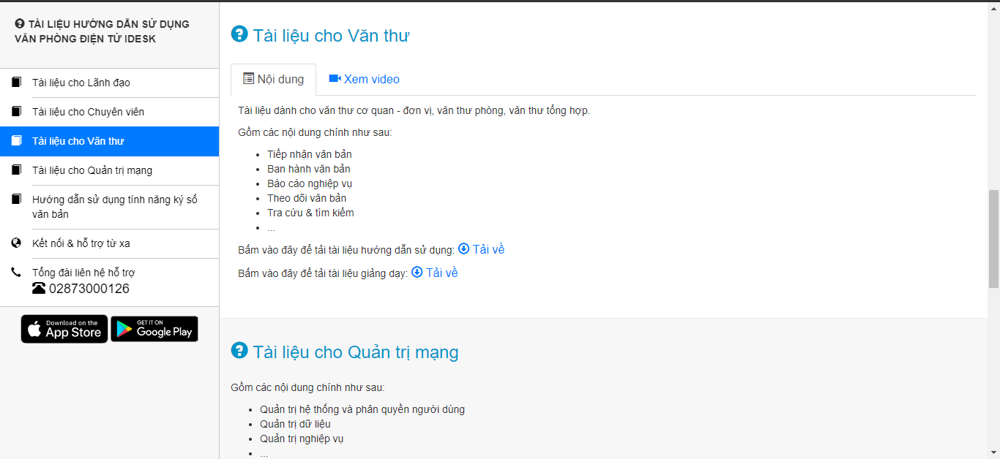 TÀI LIỆU HƯỚNG DẪN SỬ DỤNG
VĂN PHÒNG ĐIỆN TỬ IDESK
Tài liệu cho Lãnh đạo
Tài liệu cho Chuyên viên
Tài liệu cho Văn thư
Tài liệu cho Quản trị mạng
Hướng dẫn sử dụng tính năng ký số
văn bản
Kết nối & hỗ trợ từ xa
Tổng đài liên hệ hỗ trợ
02873000126
Download on the
App Store
GET IT ON
Google Play
Tài liệu cho Văn thư
Nội dung
Xem video
Tài liệu dành cho văn thư cơ quan - đơn vị, văn thư phòng, văn thư tổng hợp.
Gồm các nội dung chính như sau:
• Tiếp nhận văn bản
• Ban hành văn bản
• Báo cáo nghiệp vụ
• Theo dõi văn bản
• Tra cứu & tìm kiếm
• ...
Bấm vào đây để tải tài liệu hướng dẫn sử dụng: Tải về
Bấm vào đây để tải tài liệu giảng dạy: Tải về
Tài liệu cho Quản trị mạng
Gồm các nội dung chính như sau:
• Quản trị hệ thống và phân quyền người dùng
• Quản trị dữ liệu
• Quản trị nghiệp vụ
• ...